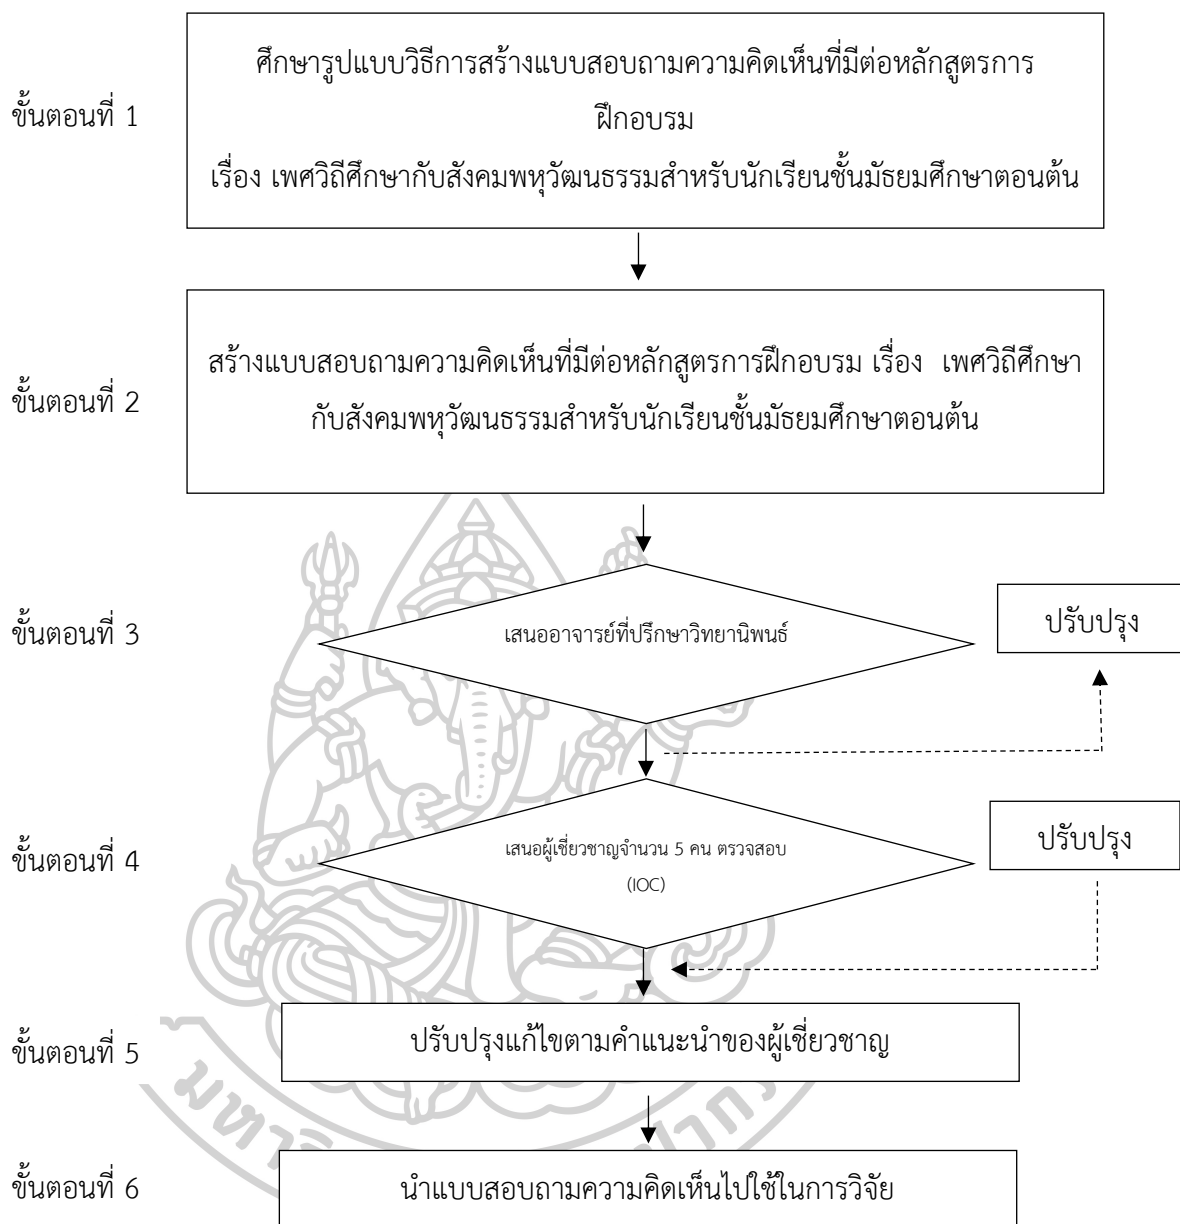 ขั้นตอนที่ 1
ศึกษารูปแบบวิธีการสร้างแบบสอบถามความคิดเห็นที่มีต่อหลักสูตรการ
ฝึกอบรม
เรื่อง เพศวิถีศึกษากับสังคมพหุวัฒนธรรมสำหรับนักเรียนชั้นมัธยมศึกษาตอนต้น
ขั้นตอนที่ 2
สร้างแบบสอบถามความคิดเห็นที่มีต่อหลักสูตรการฝึกอบรม เรื่อง เพศวิถีศึกษา
กับสังคมพหุวัฒนธรรมสำหรับนักเรียนชั้นมัธยมศึกษาตอนต้น
ขั้นตอนที่ 3
เสนออาจารย์ที่ปรึกษาวิทยานิพนธ์
ปรับปรุง
ขั้นตอนที่ 4
เสนอผู้เชี่ยวชาญจำนวน 5 คน ตรวจสอบ
(IOC)
ปรับปรุง
ขั้นตอนที่ 5
ปรับปรุงแก้ไขตามคำแนะนำของผู้เชี่ยวชาญ
ขั้นตอนที่ 6
นำแบบสอบถามความคิดเห็นไปใช้ในการวิจัย